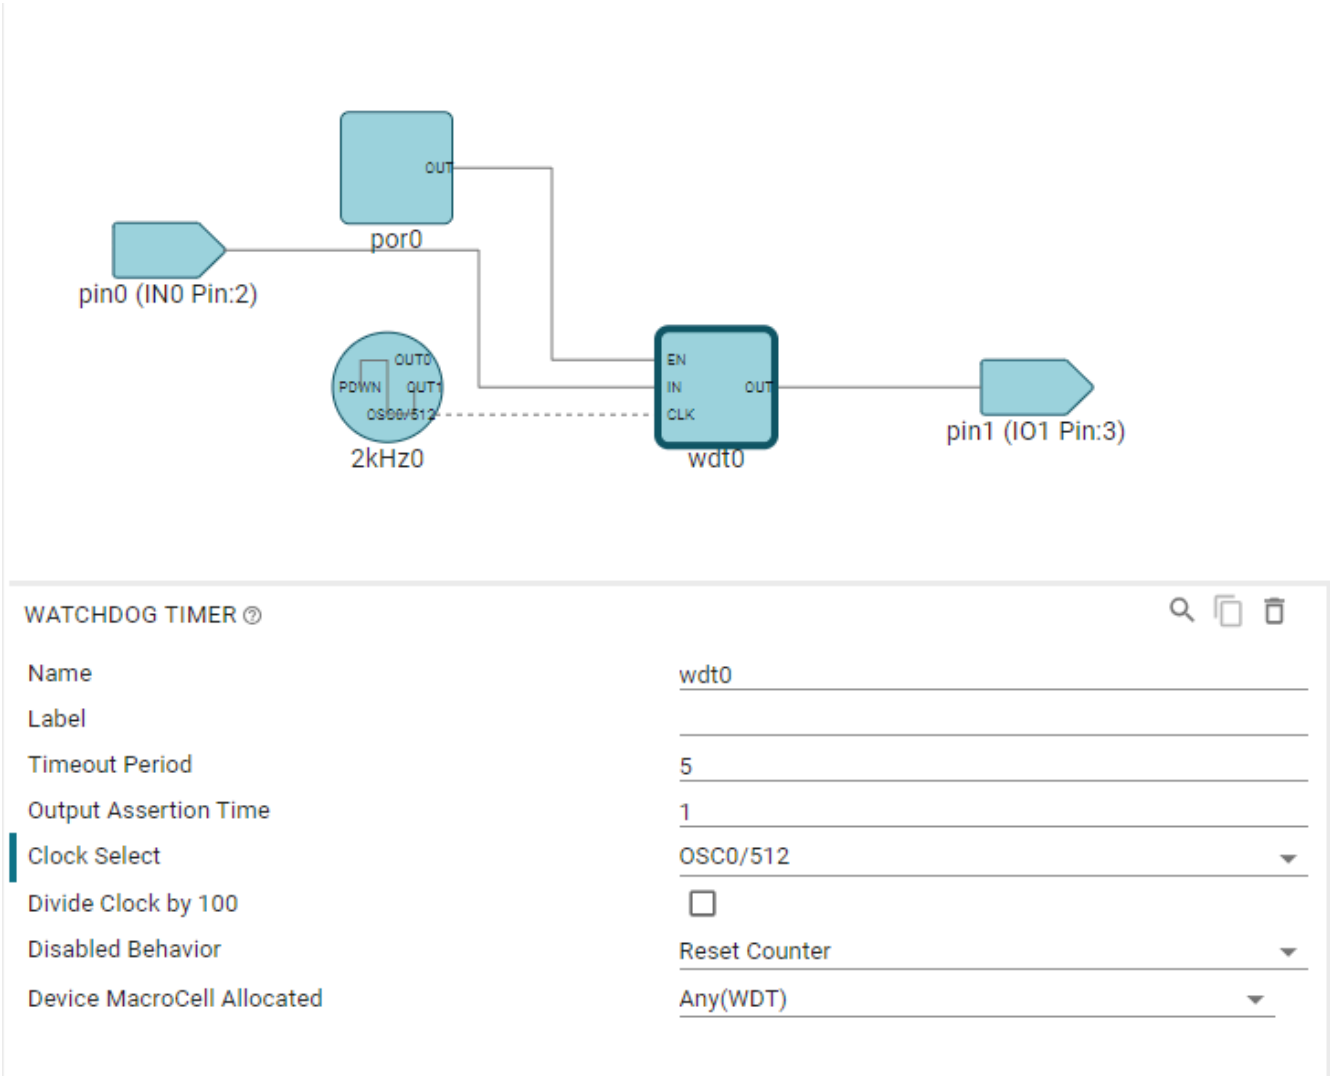 OUT
por0
pin0 (IN0 Pin:2)
OUT0
PDWN
OUT1
OSC0/512
2kHz0
EN
IN
CLK
OUT
wdt0
pin1 (IO1 Pin:3)
WATCHDOG TIMER
Name wdt0
Label
Timeout Period 5
Output Assertion Time 1
Clock Select OSC0/512
Divide Clock by 100
Disabled Behavior Reset Counter
Device MacroCell Allocated Any(WDT)